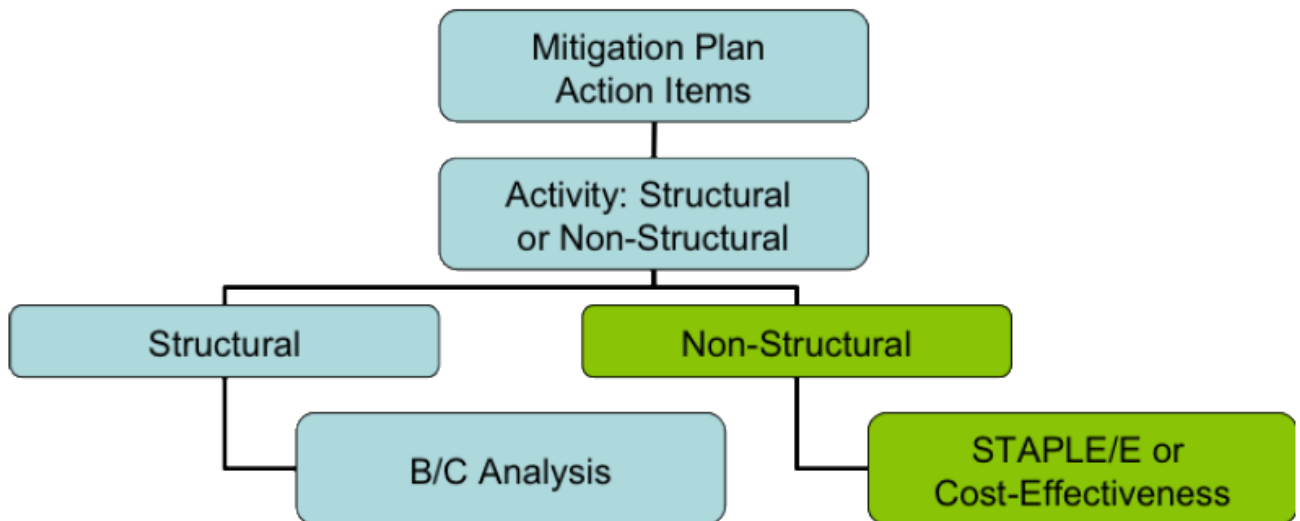 Mitigation Plan
Action Items
Activity: Structural
or Non-Structural
Structural
Non-Structural
B/C Analysis
STAPLE/E or
Cost-Effectiveness